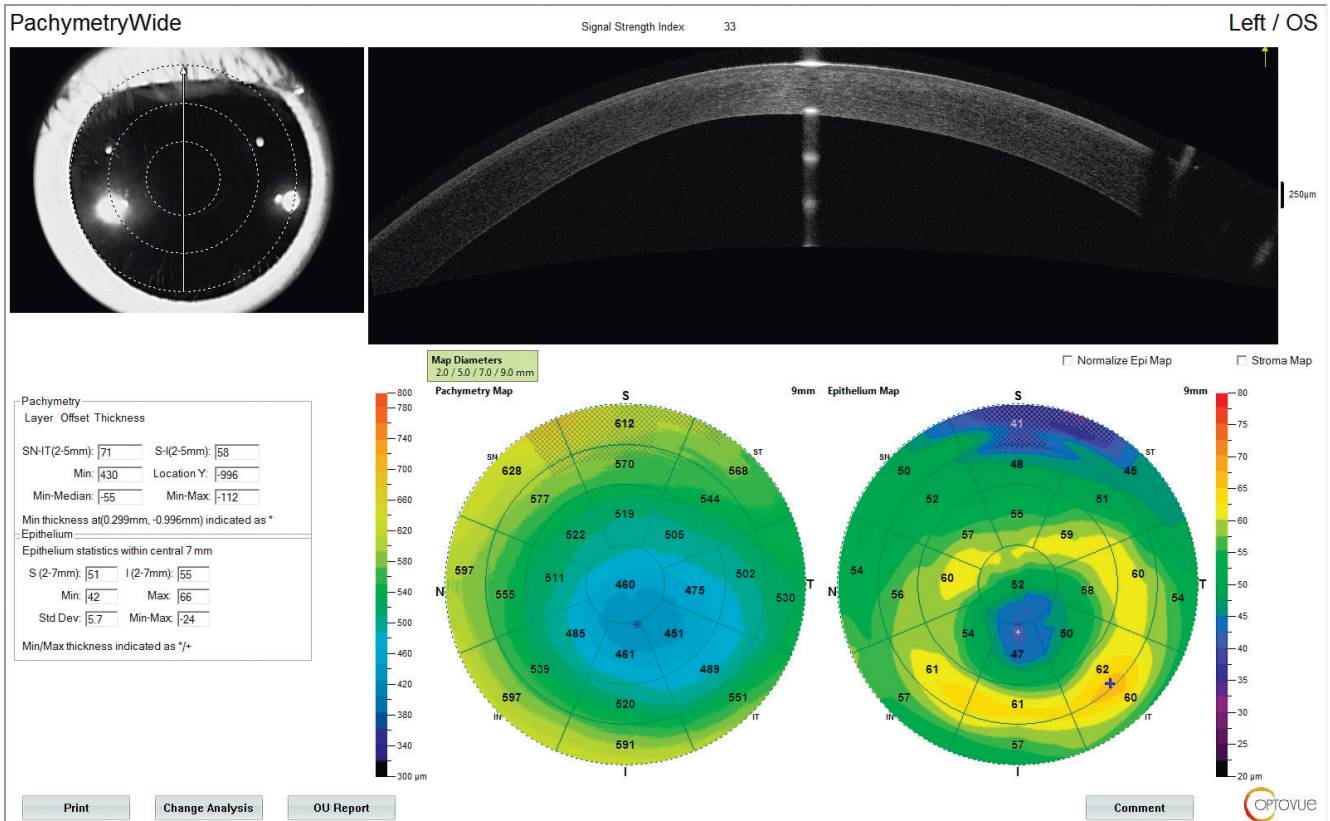 PachymetryWide
Signal Strength Index 33
Left / OS
250µm
Map Diameters
2.0 / 5.0 / 7.0 / 9.0 mm
Normalize Epi Map
Stroma Map
Pachymetry
Layer Offset Thickness
SN-IT(2-5mm): 71 S-I(2-5mm): 58
Min: 430 Location Y: -996
Min-Median: -55 Min-Max: -112
Min thickness at(0.299mm, -0.996mm) indicated as *
Epithelium
Epithelium statistics within central 7 mm
S (2-7mm): 51 I (2-7mm): 55
Min: 42 Max: 66
Std Dev: 5.7 Min-Max: -24
Min/Max thickness indicated as */+
800
780
740
700
660
620
580
540
500
460
420
380
340
300 µm
Pachymetry Map
9mm
S
612
SN
ST
628
570
568
577
544
519
522
505
597
511
502
N
555
460
475
530
T
485
451
461
539
489
597
520
551
IN
IT
591
I
Epithelium Map
9mm
S
41
SN
ST
50
48
45
52
51
55
57
59
54
60
60
N
56
52
58
54
T
54
50
47
61
62
57
61
60
IN
IT
57
I
80
75
70
65
60
55
50
45
40
35
30
25
20 µm
Print
Change Analysis
OU Report
Comment
OPTOVUE